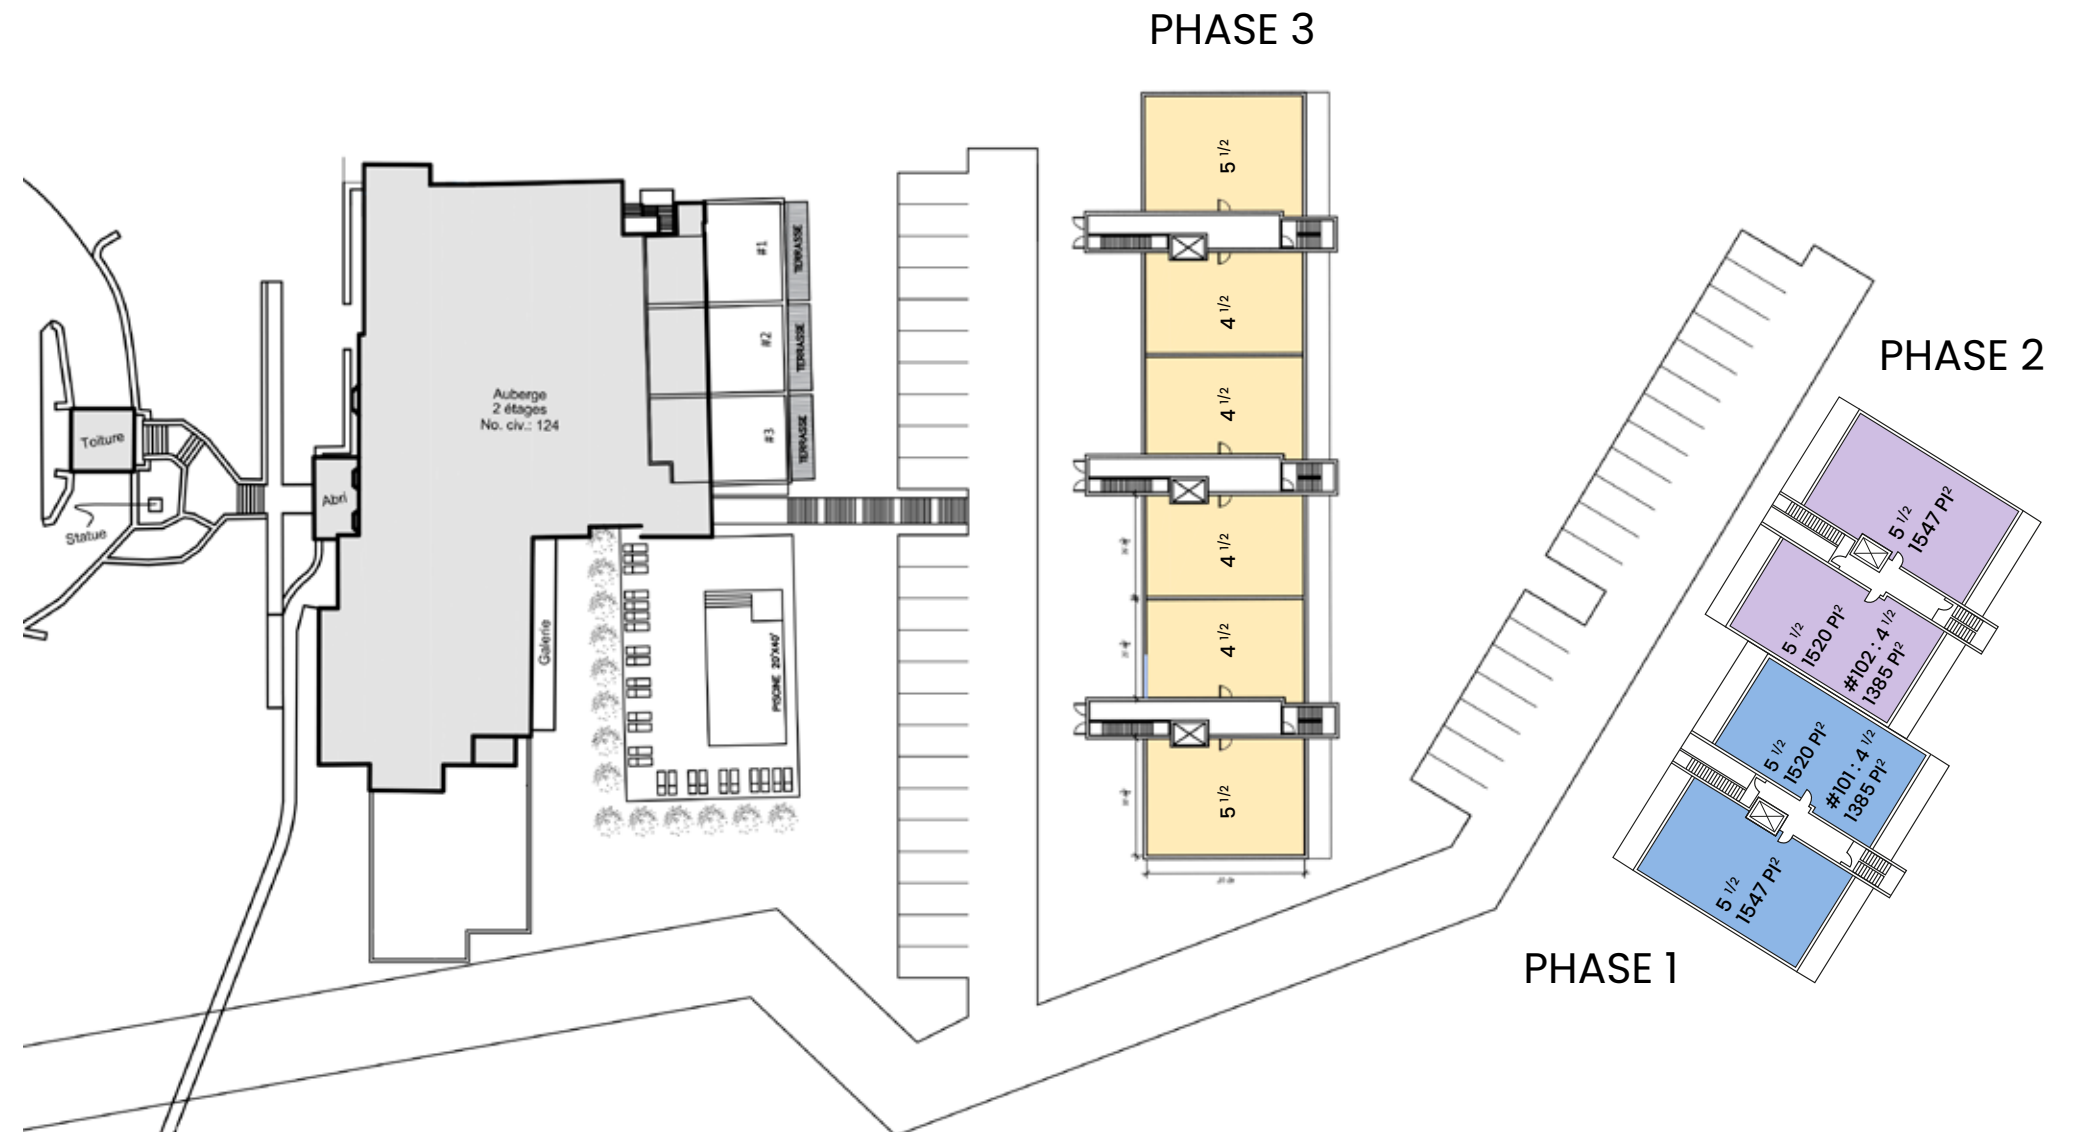 PHASE 3
5 1/2
4 1/2
4 1/2
4 1/2
4 1/2
5 1/2
PHASE 2
5 1/2
1547 PI²
5 1/2
1520 PI²
#102 : 4 1/2
1385 PI²
5 1/2
1520 PI²
#101 : 4 1/2
1385 PI²
5 1/2
1547 PI²
PHASE 1
Auberge
2 étages
No. civ.: 124
#1
TERRASSE
#2
TERRASSE
#3
TERRASSE
Toiture
Abri
Statue
Galerie
PISCINE 20'X40'